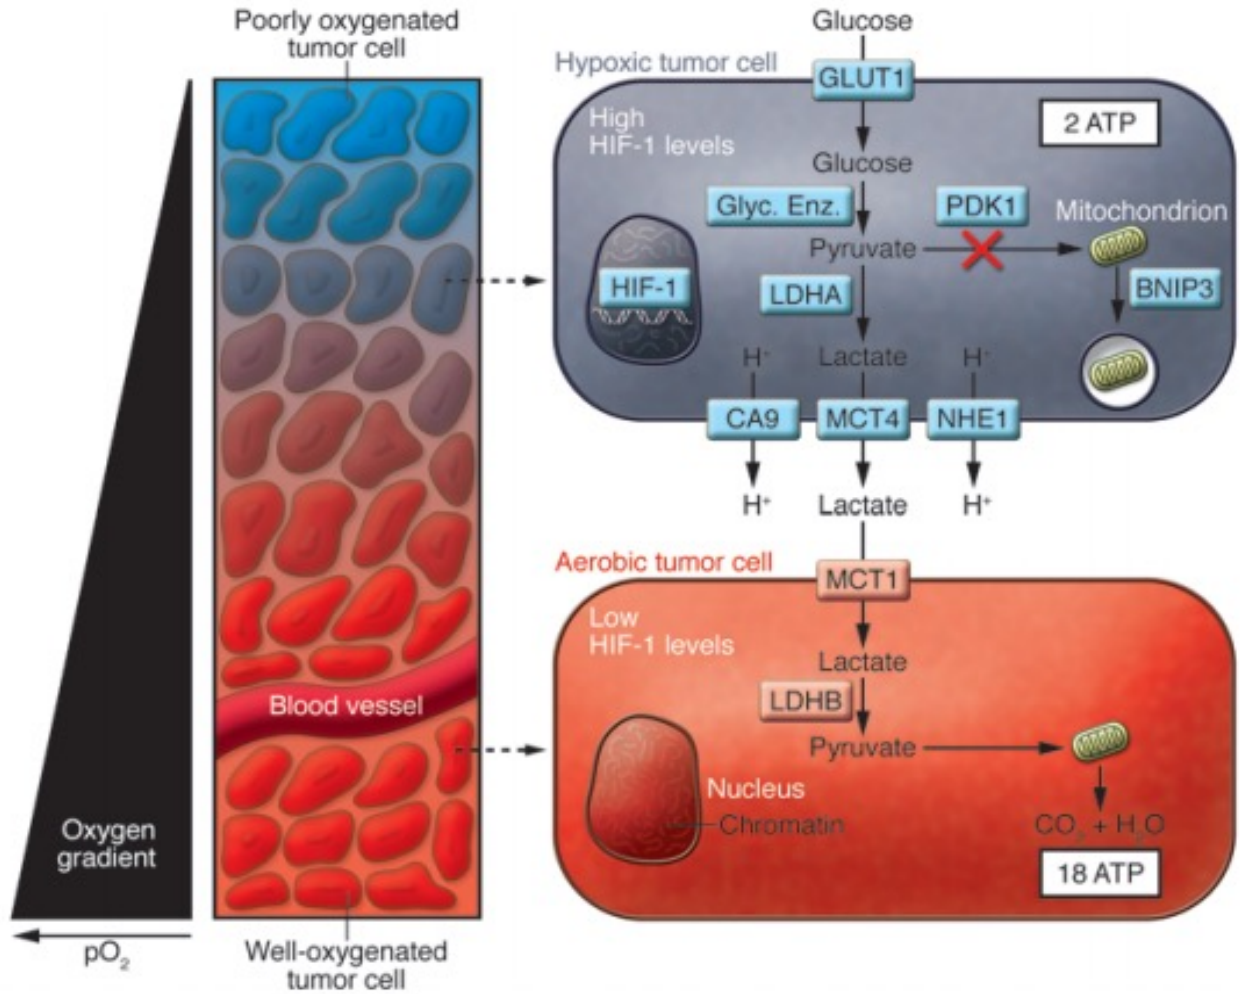 Poorly oxygenated
tumor cell
Blood vessel
Oxygen
gradient
pO₂
Well-oxygenated
tumor cell
Glucose
Hypoxic tumor cell
GLUT1
High
HIF-1 levels
2 ATP
Glucose
Glyc. Enz.
PDK1
Mitochondrion
Pyruvate
HIF-1
LDHA
BNIP3
H⁺
Lactate
H⁺
CA9
MCT4
NHE1
H⁺
Lactate
H⁺
Aerobic tumor cell
MCT1
Low
HIF-1 levels
Lactate
LDHB
Pyruvate
Nucleus
Chromatin
CO₂ + H₂O
18 ATP